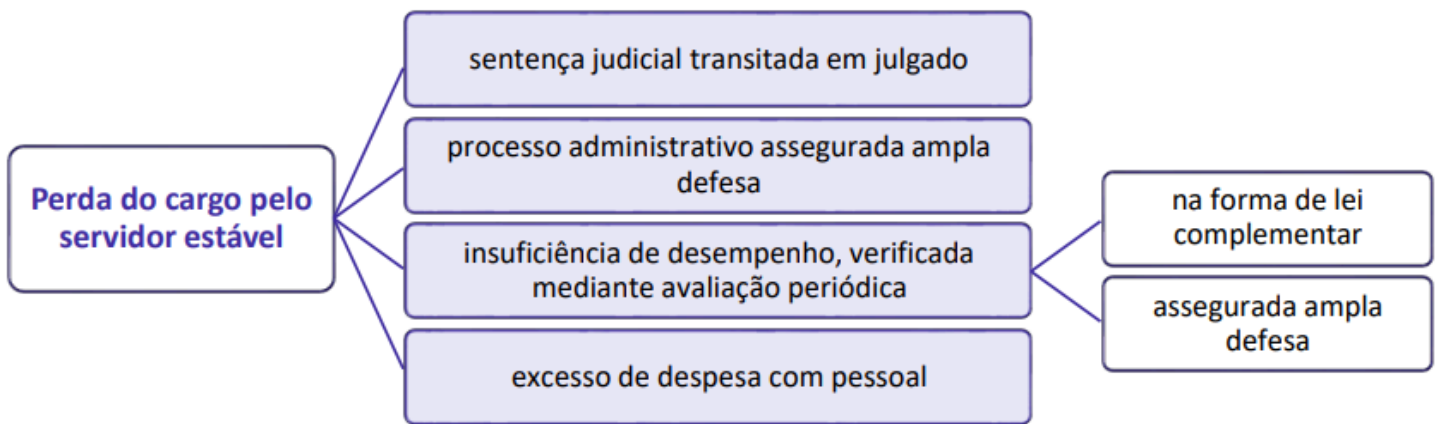 Perda do cargo pelo
servidor estável
sentença judicial transitada em julgado
processo administrativo assegurada ampla
defesa
insuficiência de desempenho, verificada
mediante avaliação periódica
na forma de lei
complementar
assegurada ampla
defesa
excesso de despesa com pessoal